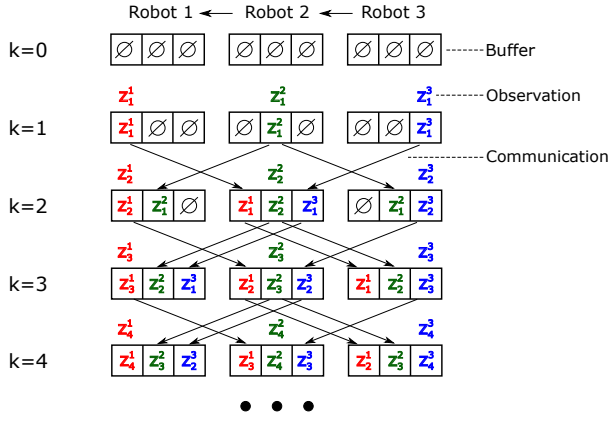 Robot 1 Robot 2 Robot 3
k=0 ∅ ∅ ∅ ∅ ∅ ∅ ∅ ∅ ∅ Buffer
z₁¹ z₁² z₁³ Observation
k=1 z₁¹ ∅ ∅ ∅ z₁² ∅ ∅ ∅ z₁³
Communication
z₂¹ z₂² z₂³
k=2 z₂¹ z₁² ∅ z₁¹ z₂² z₁³ ∅ z₁² z₂³
z₃¹ z₃² z₃³
k=3 z₃¹ z₂² z₁³ z₂¹ z₃² z₂³ z₁¹ z₂² z₃³
z₄¹ z₄² z₄³
k=4 z₄¹ z₃² z₂³ z₃¹ z₄² z₃³ z₂¹ z₃² z₄³